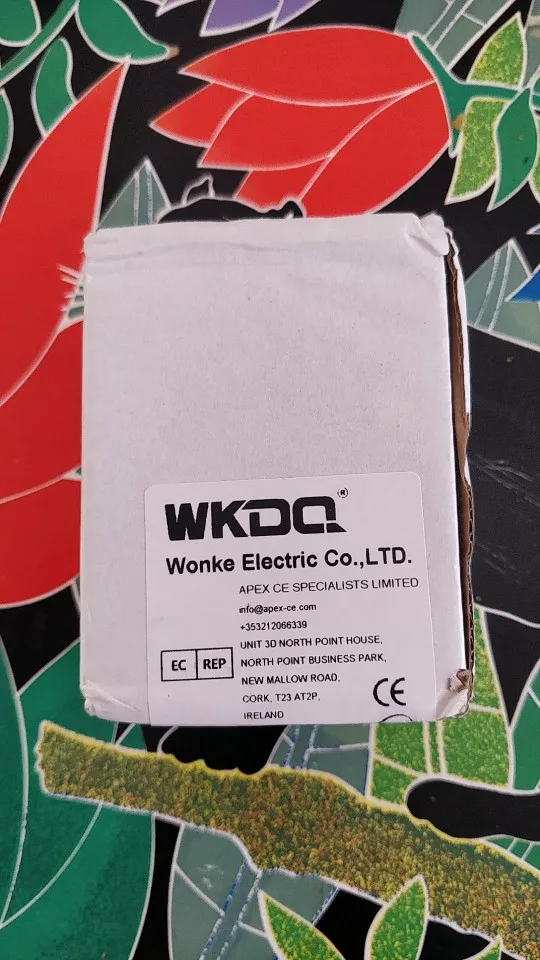 WKDQ®
Wonke Electric Co.,LTD.
APEX CE SPECIALISTS LIMITED
info@apex-ce.com
+353212066339
UNIT 3D NORTH POINT HOUSE,
EC REP NORTH POINT BUSINESS PARK,
NEW MALLOW ROAD,
CORK, T23 AT2P,
IRELAND
CE